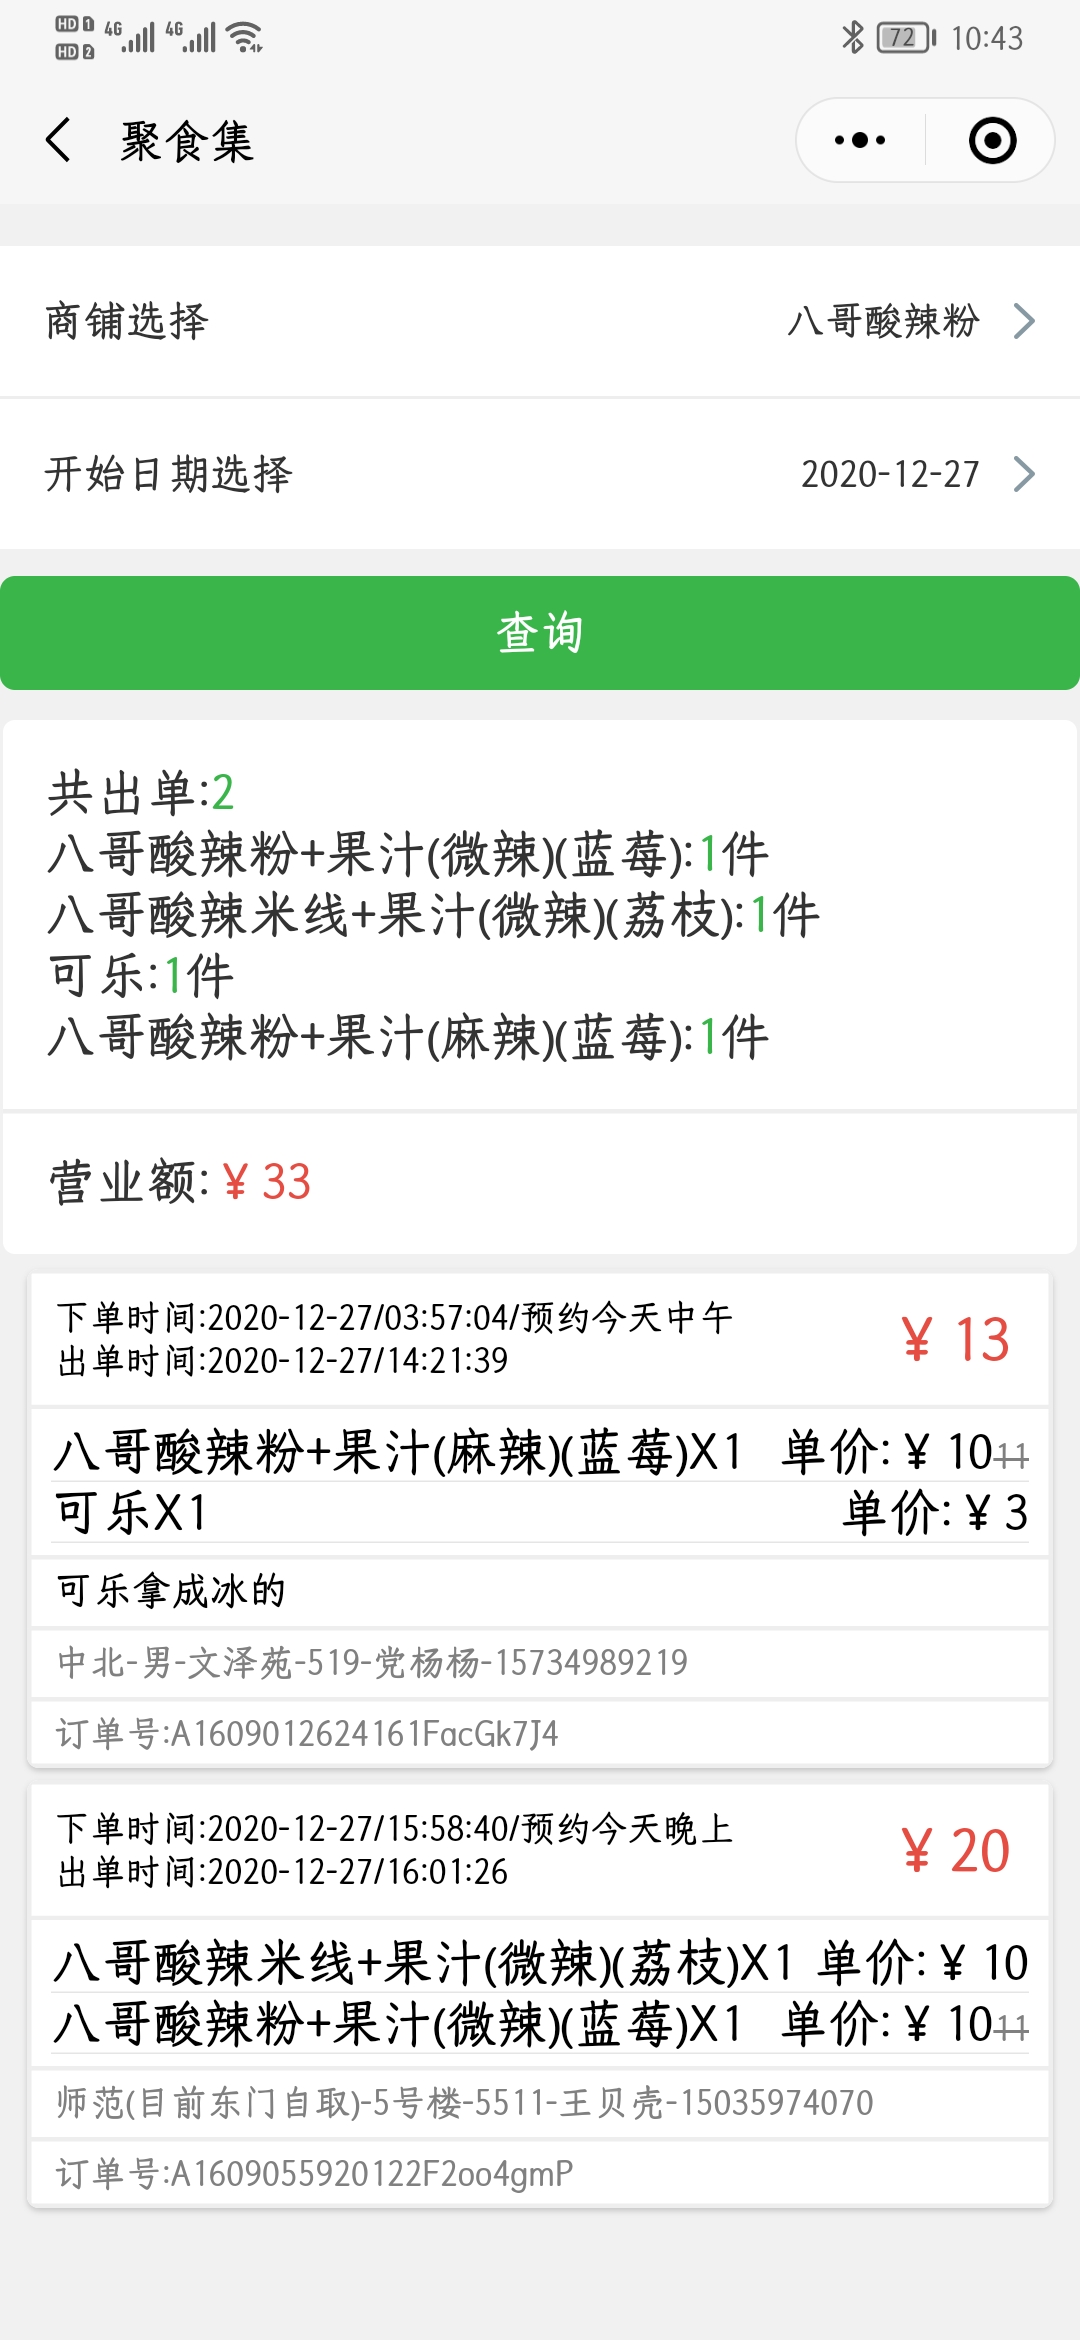 HD 1 4G 4G 72 10:43
HD 2
聚食集
商铺选择 八哥酸辣粉
开始日期选择 2020-12-27
查询
共出单:2
八哥酸辣粉+果汁(微辣)(蓝莓):1件
八哥酸辣米线+果汁(微辣)(荔枝):1件
可乐:1件
八哥酸辣粉+果汁(麻辣)(蓝莓):1件
营业额:¥ 33
下单时间:2020-12-27/03:57:04/预约今天中午
出单时间:2020-12-27/14:21:39
¥ 13
八哥酸辣粉+果汁(麻辣)(蓝莓)X1 单价:¥ 10 11
可乐X1 单价:¥ 3
可乐拿成冰的
中北-男-文泽苑-519-党杨杨-15734989219
订单号:A1609012624161FacGk7J4
下单时间:2020-12-27/15:58:40/预约今天晚上
出单时间:2020-12-27/16:01:26
¥ 20
八哥酸辣米线+果汁(微辣)(荔枝)X1 单价:¥ 10
八哥酸辣粉+果汁(微辣)(蓝莓)X1 单价:¥ 10 11
师范(目前东门自取)-5号楼-5511-王贝壳-15035974070
订单号:A1609055920122F2oo4gmP